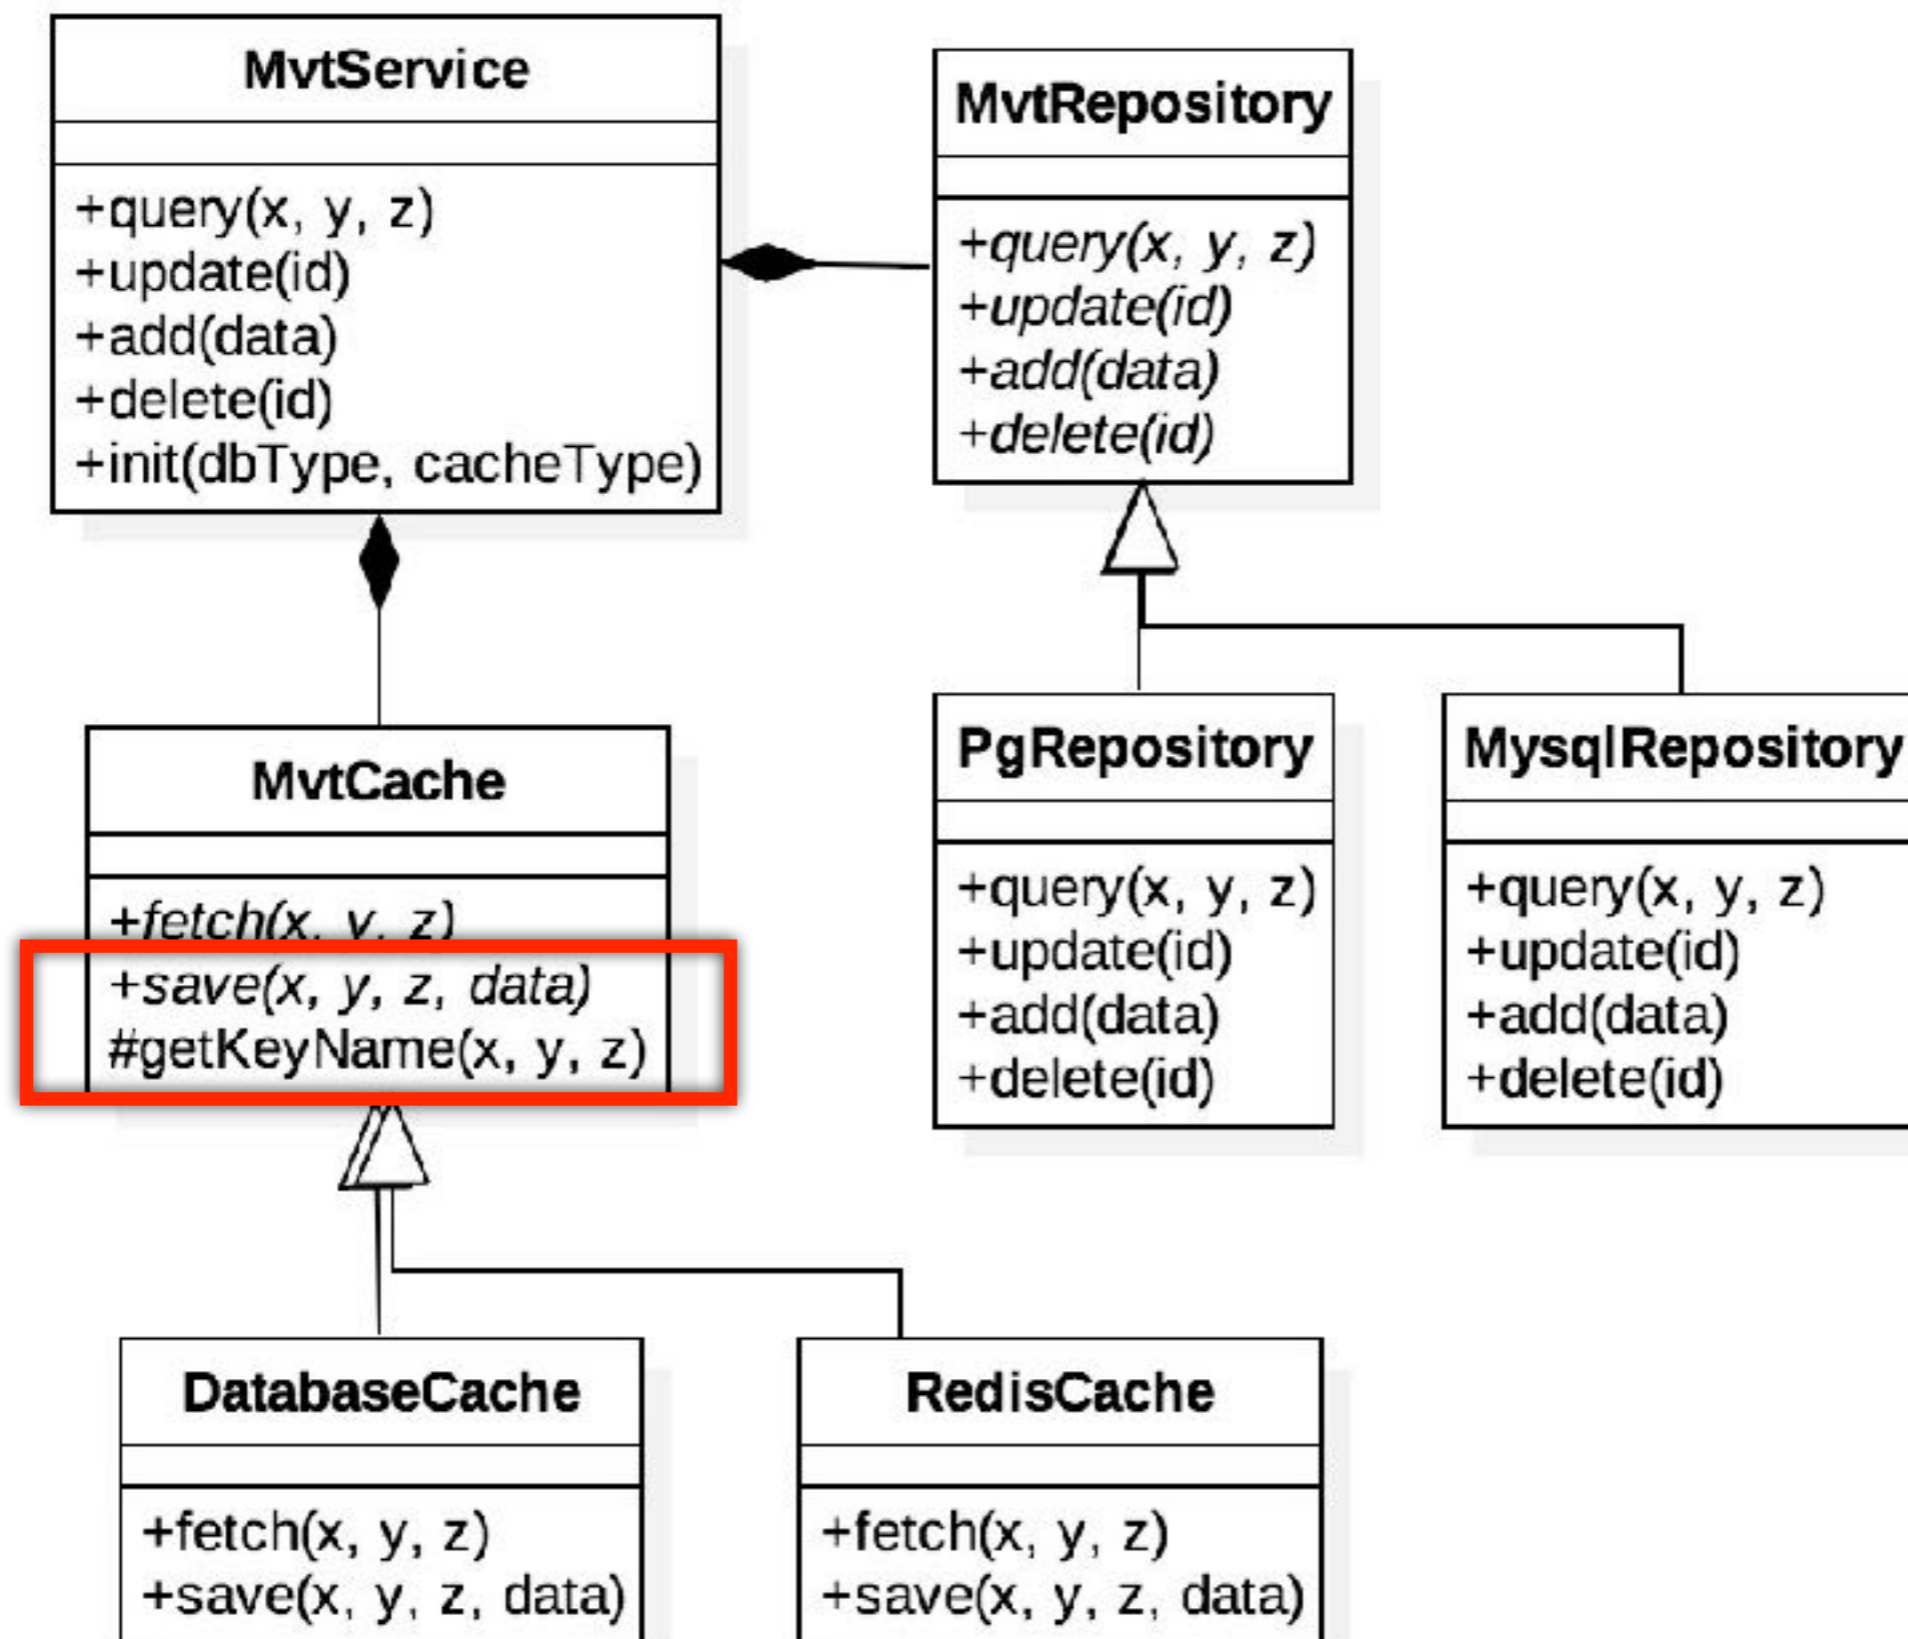 MvtService
+query(x, y, z)
+update(id)
+add(data)
+delete(id)
+init(dbType, cacheType)
MvtRepository
+query(x, y, z)
+update(id)
+add(data)
+delete(id)
MvtCache
+fetch(x, y, z)
+save(x, y, z, data)
#getKeyName(x, y, z)
PgRepository
+query(x, y, z)
+update(id)
+add(data)
+delete(id)
MysqlRepository
+query(x, y, z)
+update(id)
+add(data)
+delete(id)
DatabaseCache
+fetch(x, y, z)
+save(x, y, z, data)
RedisCache
+fetch(x, y, z)
+save(x, y, z, data)